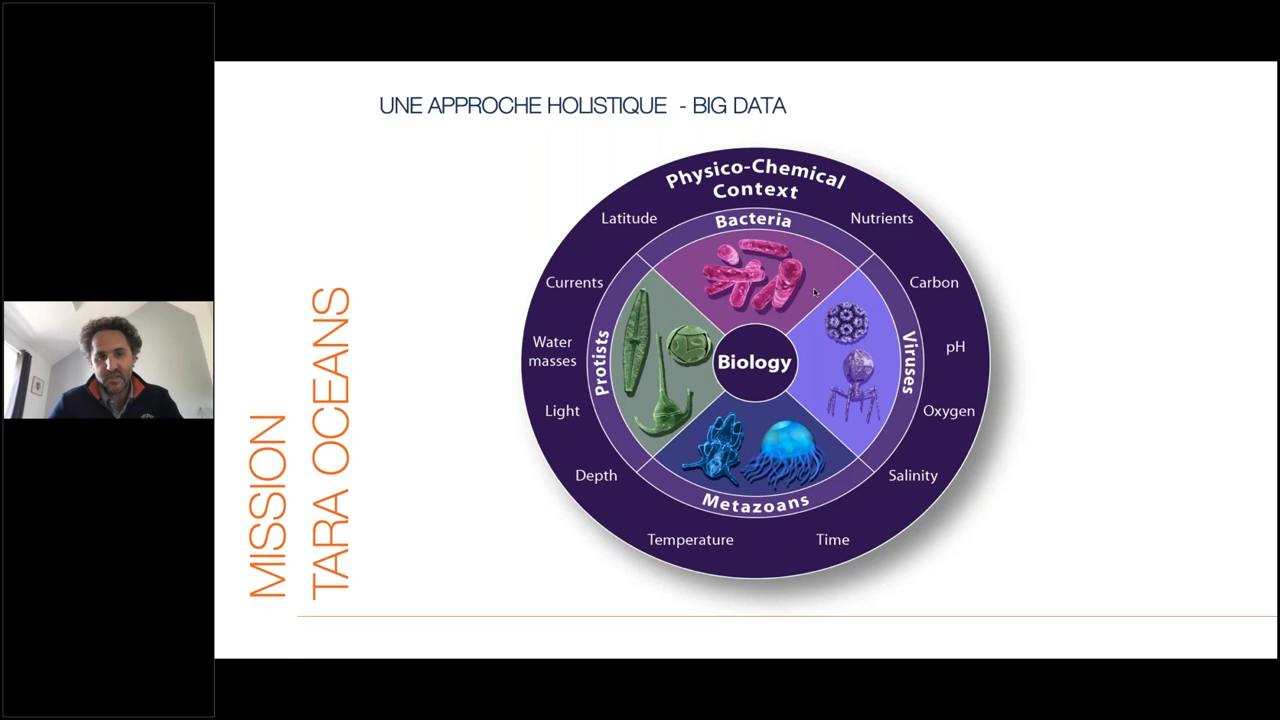 UNE APPROCHE HOLISTIQUE - BIG DATA
MISSION
TARA OCEANS
Physico-Chemical
Context
Latitude
Nutrients
Bacteria
Currents
Carbon
Water
masses
Protists
Biology
Viruses
pH
Light
Oxygen
Depth
Salinity
Metazoans
Temperature
Time